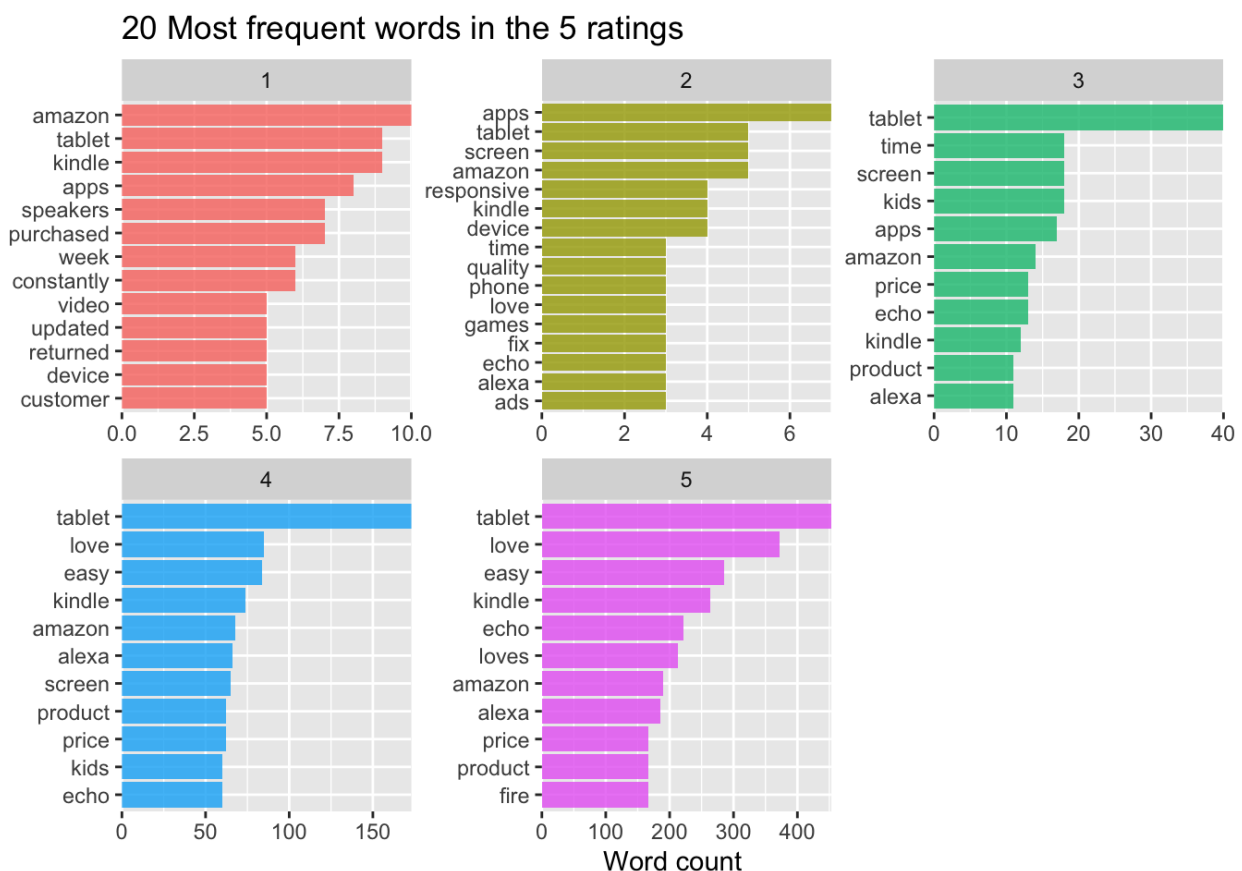 20 Most frequent words in the 5 ratings
1
amazon
tablet
kindle
apps
speakers
purchased
week
constantly
video
updated
returned
device
customer
0.0 2.5 5.0 7.5 10.0
2
apps
tablet
screen
amazon
responsive
kindle
device
time
quality
phone
love
games
fix
echo
alexa
ads
0 2 4 6
3
tablet
time
screen
kids
apps
amazon
price
echo
kindle
product
alexa
0 10 20 30 40
4
tablet
love
easy
kindle
amazon
alexa
screen
product
price
kids
echo
0 50 100 150
5
tablet
love
easy
kindle
echo
loves
amazon
alexa
price
product
fire
0 100 200 300 400
Word count